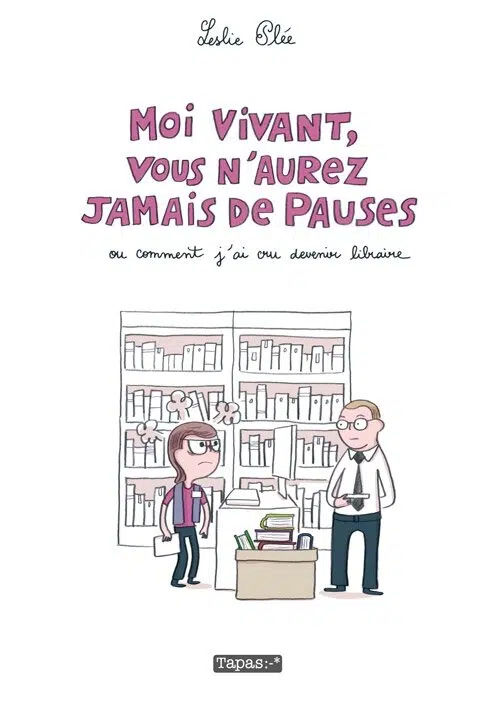 Leslie Plée
MOi ViVANT,
VOUS N'AUREZ
JAMAIS DE PAUSES
ou comment j'ai cru devenir libraire
Tapas:-*